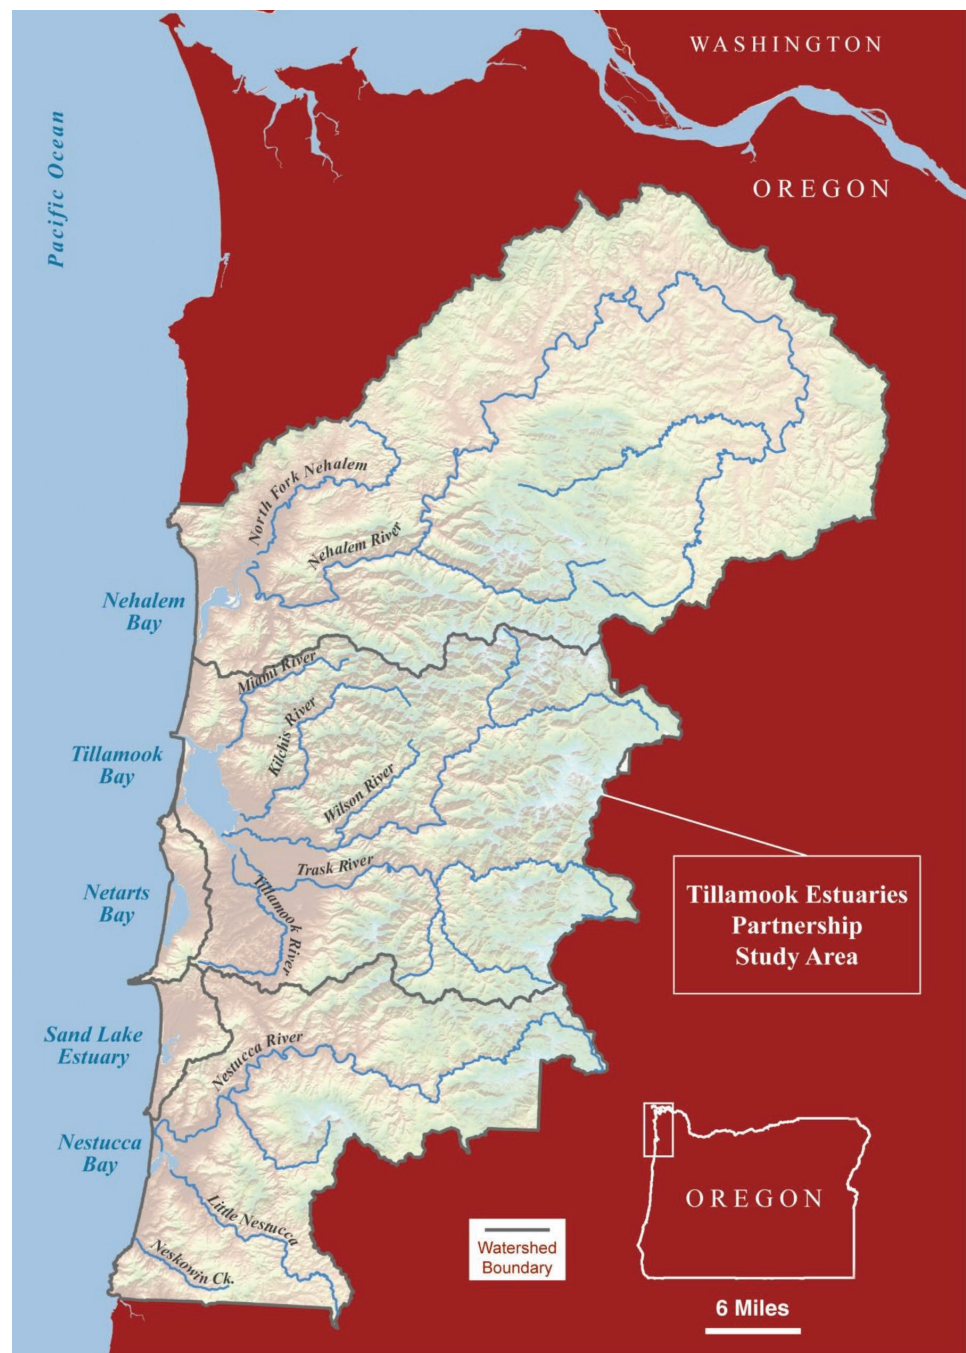 WASHINGTON
Pacific Ocean
OREGON
North Fork Nehalem
Nehalem River
Nehalem
Bay
Miami River
Kilchis River
Tillamook
Bay
Wilson River
Trask River
Tillamook River
Netarts
Bay
Tillamook Estuaries
Partnership
Study Area
Sand Lake
Estuary
Nestucca River
Nestucca
Bay
Little Nestucca
Neskowin Ck.
OREGON
Watershed
Boundary
6 Miles